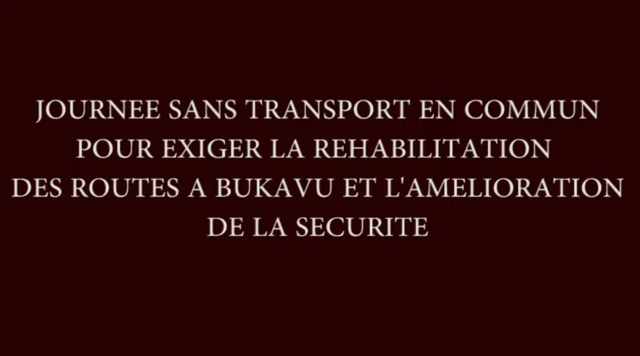 JOURNEE SANS TRANSPORT EN COMMUN
POUR EXIGER LA REHABILITATION
DES ROUTES A BUKAVU ET L'AMELIORATION
DE LA SECURITE